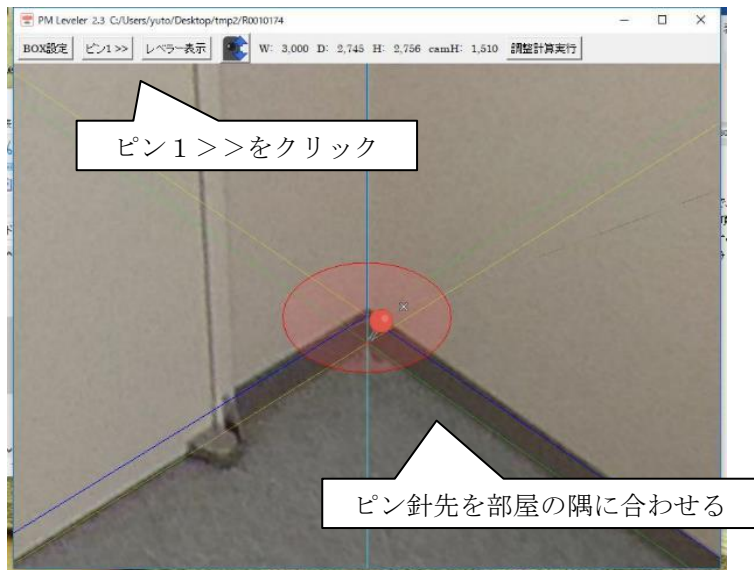 PM Leveler 2.3 C:/Users/yuto/Desktop/tmp2/R0010174
BOX設定 ピン1 >> レベラー表示 W: 3,000 D: 2,745 H: 2,756 camH: 1,510 調整計算実行
ピン１＞＞をクリック
ピン針先を部屋の隅に合わせる